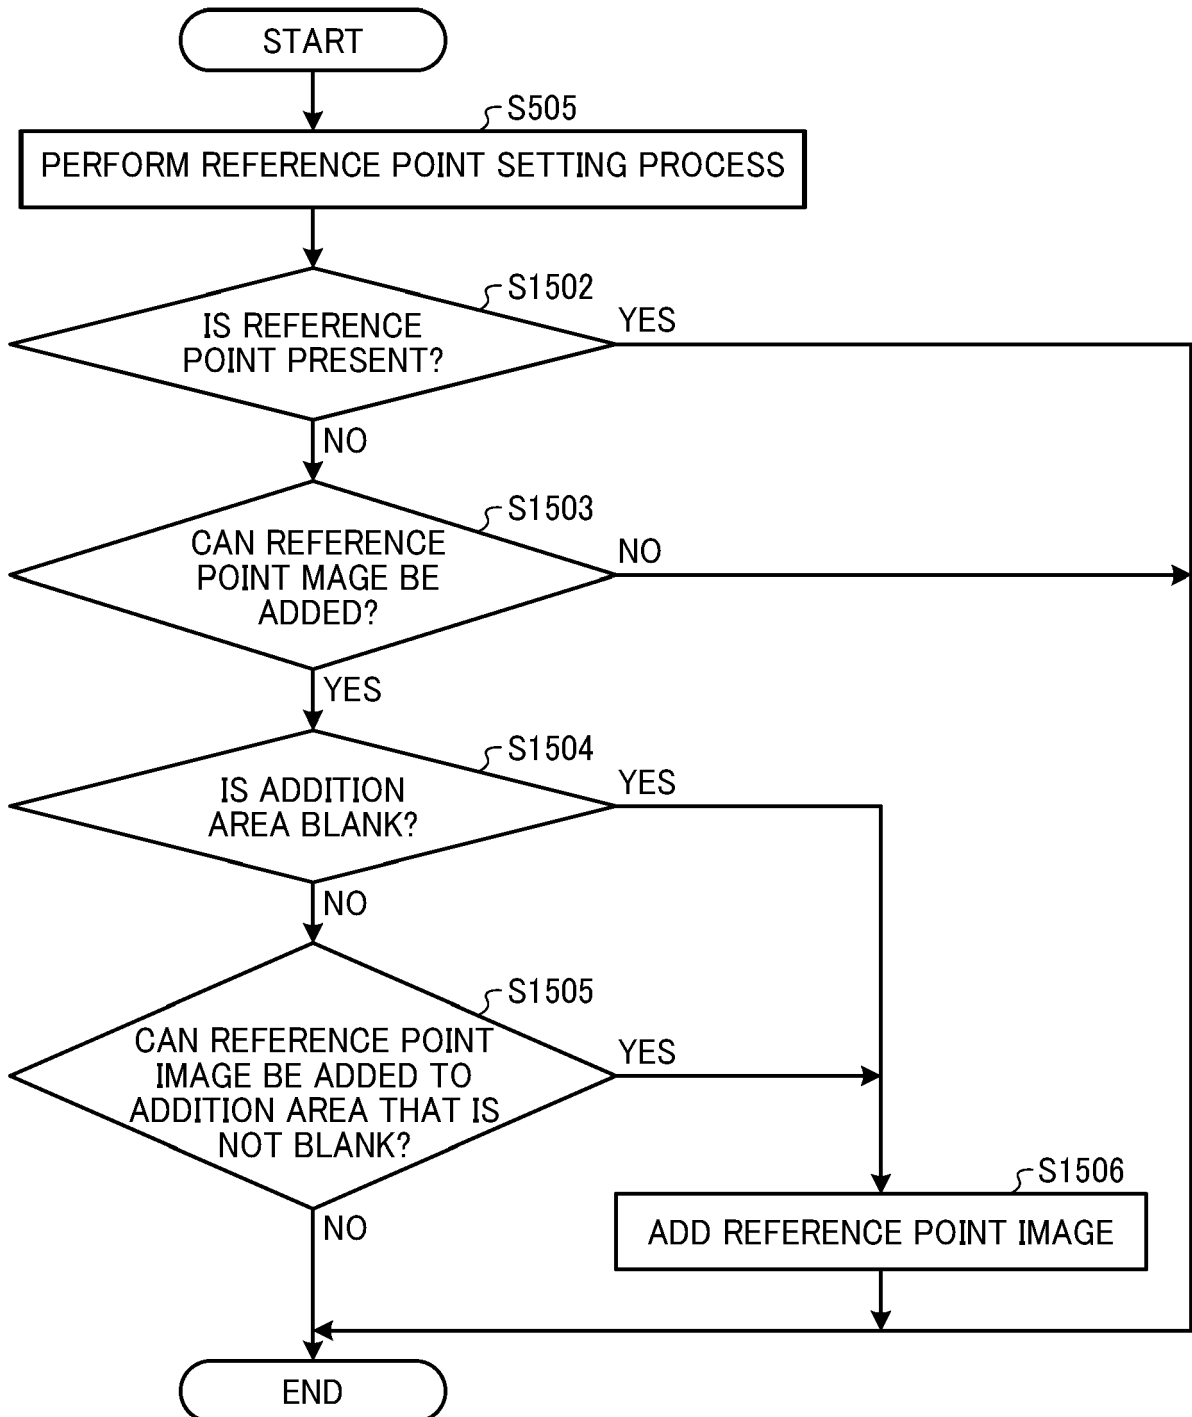 START
S505
PERFORM REFERENCE POINT SETTING PROCESS
S1502
IS REFERENCE
POINT PRESENT?
YES
NO
S1503
CAN REFERENCE
POINT MAGE BE
ADDED?
NO
YES
S1504
IS ADDITION
AREA BLANK?
YES
NO
S1505
CAN REFERENCE POINT
IMAGE BE ADDED TO
ADDITION AREA THAT IS
NOT BLANK?
YES
NO
S1506
ADD REFERENCE POINT IMAGE
END